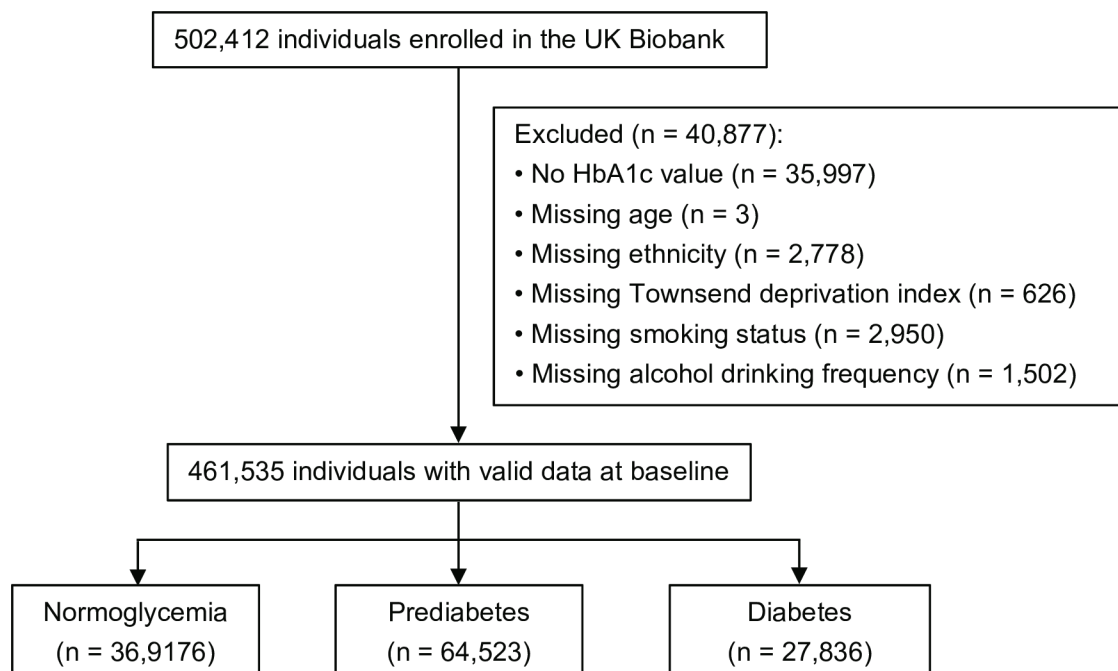 502,412 individuals enrolled in the UK Biobank
Excluded (n = 40,877):
• No HbA1c value (n = 35,997)
• Missing age (n = 3)
• Missing ethnicity (n = 2,778)
• Missing Townsend deprivation index (n = 626)
• Missing smoking status (n = 2,950)
• Missing alcohol drinking frequency (n = 1,502)
461,535 individuals with valid data at baseline
Normoglycemia
(n = 36,9176)
Prediabetes
(n = 64,523)
Diabetes
(n = 27,836)